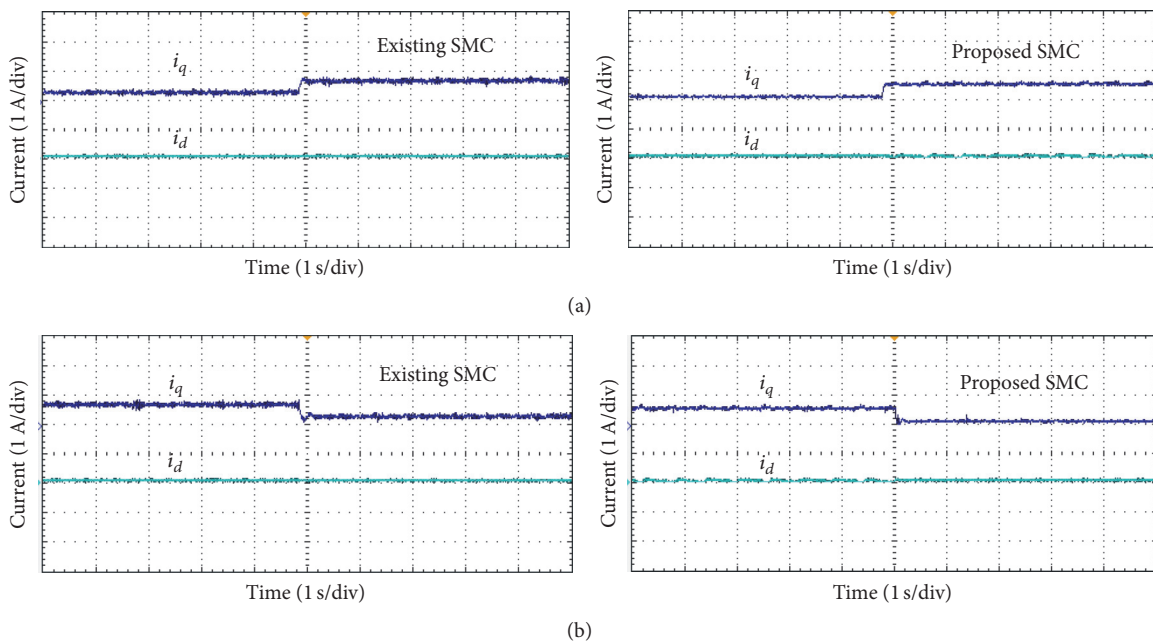 Current (1 A/div)
i_q
Existing SMC
i_d
Time (1 s/div)
Current (1 A/div)
i_q
Proposed SMC
i_d
Time (1 s/div)
(a)
Current (1 A/div)
i_q
Existing SMC
i_d
Time (1 s/div)
Current (1 A/div)
i_q
Proposed SMC
i_d
Time (1 s/div)
(b)